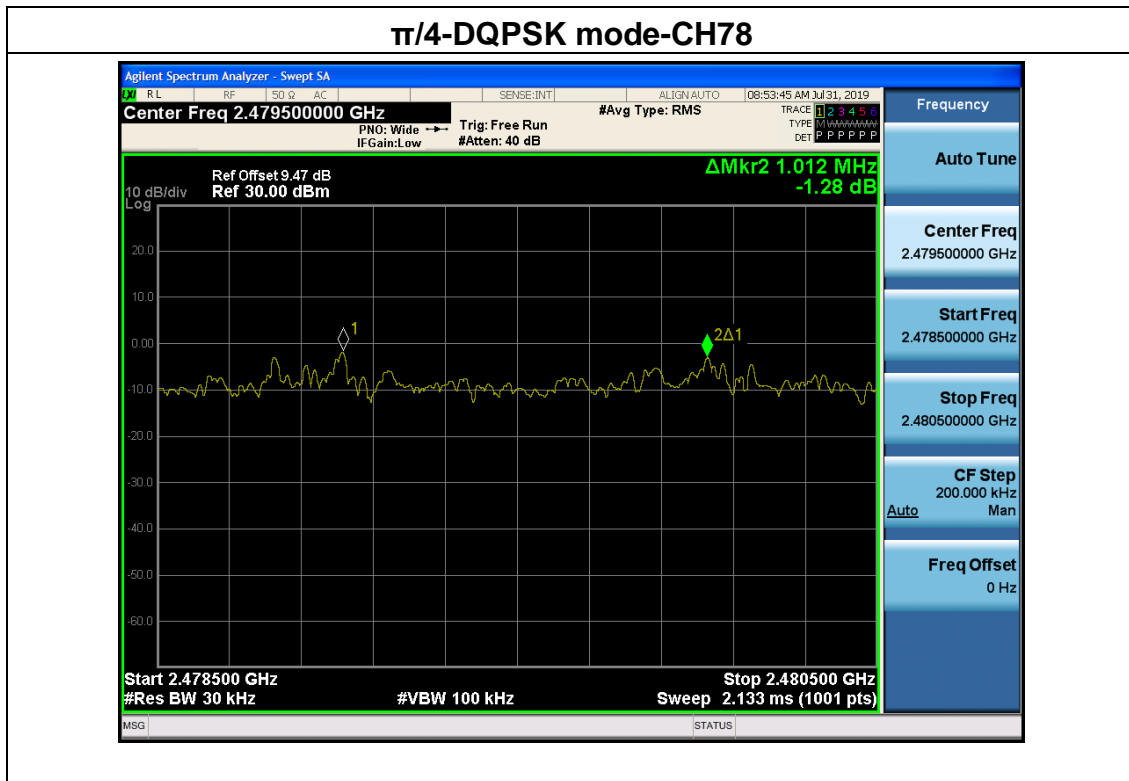 π/4-DQPSK mode-CH78
Agilent Spectrum Analyzer - Swept SA
LXI RL RF 50 Ω AC SENSE:INT ALIGNAUTO 08:53:45 AM Jul 31, 2019
Center Freq 2.479500000 GHz
PNO: Wide
IFGain:Low
Trig: Free Run
#Atten: 40 dB
#Avg Type: RMS
TRACE 1 2 3 4 5 6
TYPE M WWWWW
DET P P P P P P
ΔMkr2 1.012 MHz
-1.28 dB
Ref Offset 9.47 dB
10 dB/div Ref 30.00 dBm
Log
20.0
10.0
0.00
-10.0
-20.0
-30.0
-40.0
-50.0
-60.0
1
2Δ1
Start 2.478500 GHz Stop 2.480500 GHz
#Res BW 30 kHz #VBW 100 kHz Sweep 2.133 ms (1001 pts)
MSG STATUS
Frequency
Auto Tune
Center Freq
2.479500000 GHz
Start Freq
2.478500000 GHz
Stop Freq
2.480500000 GHz
CF Step
200.000 kHz
Auto Man
Freq Offset
0 Hz